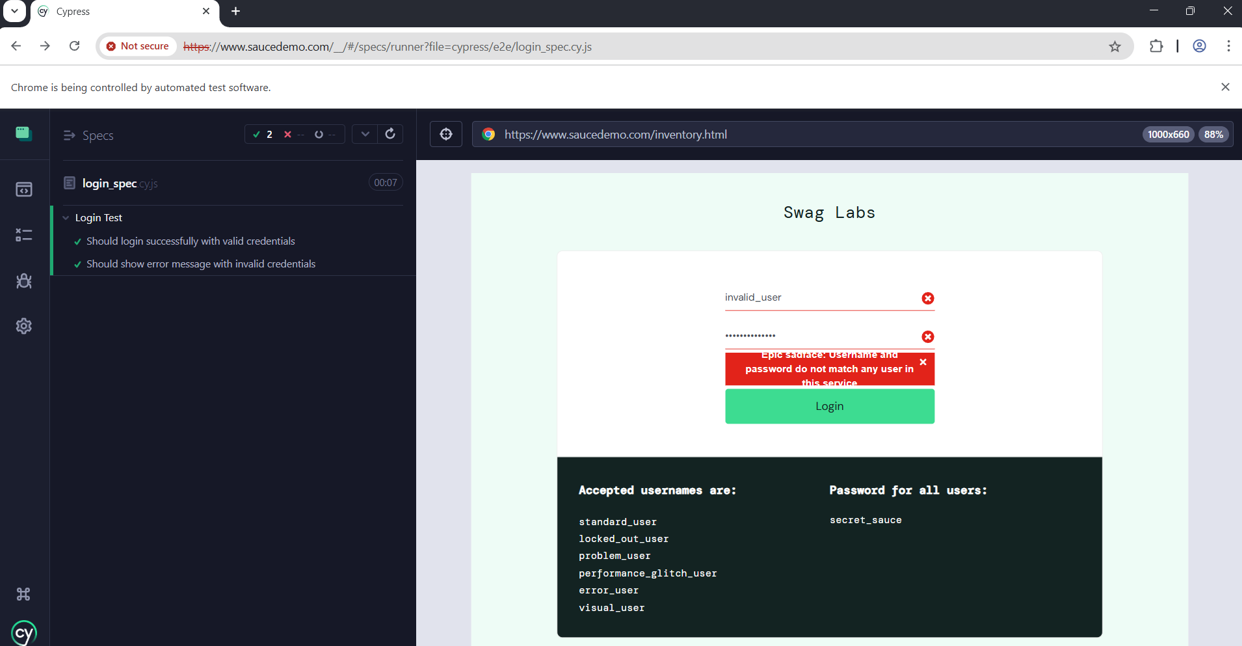 Cypress
Not secure
https://www.saucedemo.com/__/#/specs/runner?file=cypress/e2e/login_spec.cy.js
Chrome is being controlled by automated test software.
Specs
2
--
--
https://www.saucedemo.com/inventory.html
1000x660
88%
login_spec.cy.js
00:07
Login Test
Should login successfully with valid credentials
Should show error message with invalid credentials
Swag Labs
invalid_user
••••••••••••••
Epic sadface: Username and
password do not match any user in
this service
Login
Accepted usernames are:
standard_user
locked_out_user
problem_user
performance_glitch_user
error_user
visual_user
Password for all users:
secret_sauce
cy